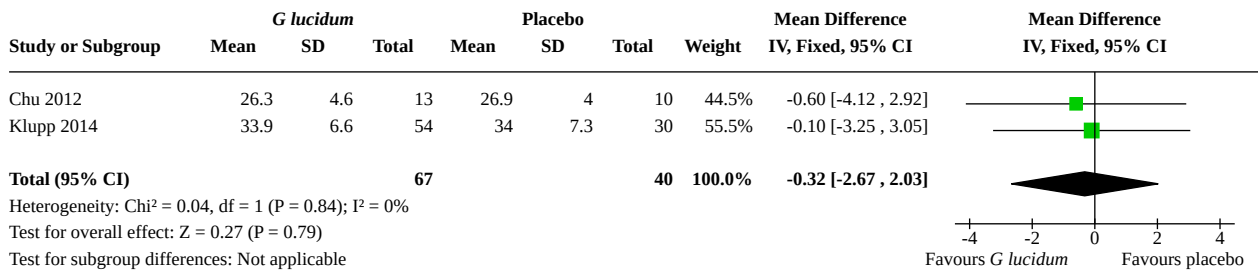 G lucidum Placebo Mean Difference Mean Difference
Study or Subgroup Mean SD Total Mean SD Total Weight IV, Fixed, 95% CI IV, Fixed, 95% CI
Chu 2012 26.3 4.6 13 26.9 4 10 44.5% -0.60 [-4.12 , 2.92]
Klupp 2014 33.9 6.6 54 34 7.3 30 55.5% -0.10 [-3.25 , 3.05]
Total (95% CI) 67 40 100.0% -0.32 [-2.67 , 2.03]
Heterogeneity: Chi² = 0.04, df = 1 (P = 0.84); I² = 0%
Test for overall effect: Z = 0.27 (P = 0.79)
-4 -2 0 2 4
Test for subgroup differences: Not applicable
Favours G lucidum Favours placebo